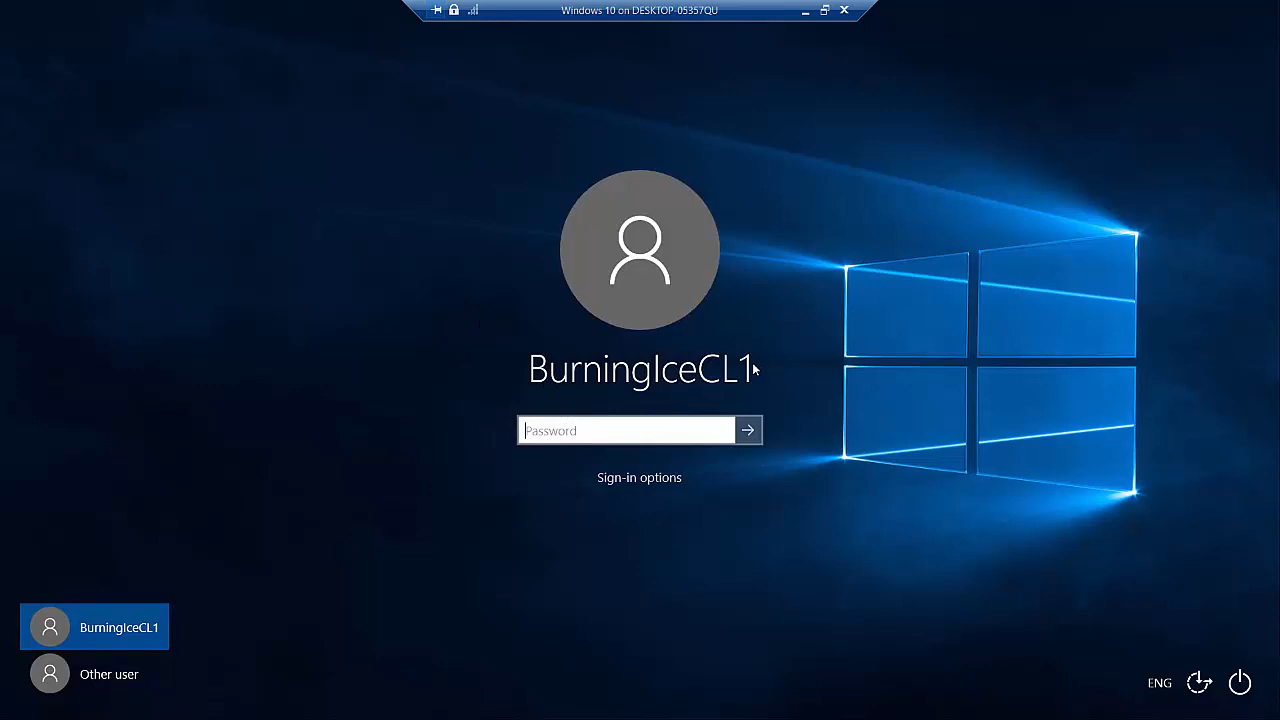 Windows 10 on DESKTOP-05357QU
BurningIceCL1
Password
Sign-in options
BurningIceCL1
Other user
ENG